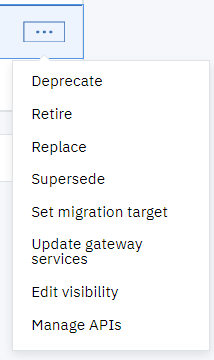 Deprecate
Retire
Replace
Supersede
Set migration target
Update gateway
services
Edit visibility
Manage APIs